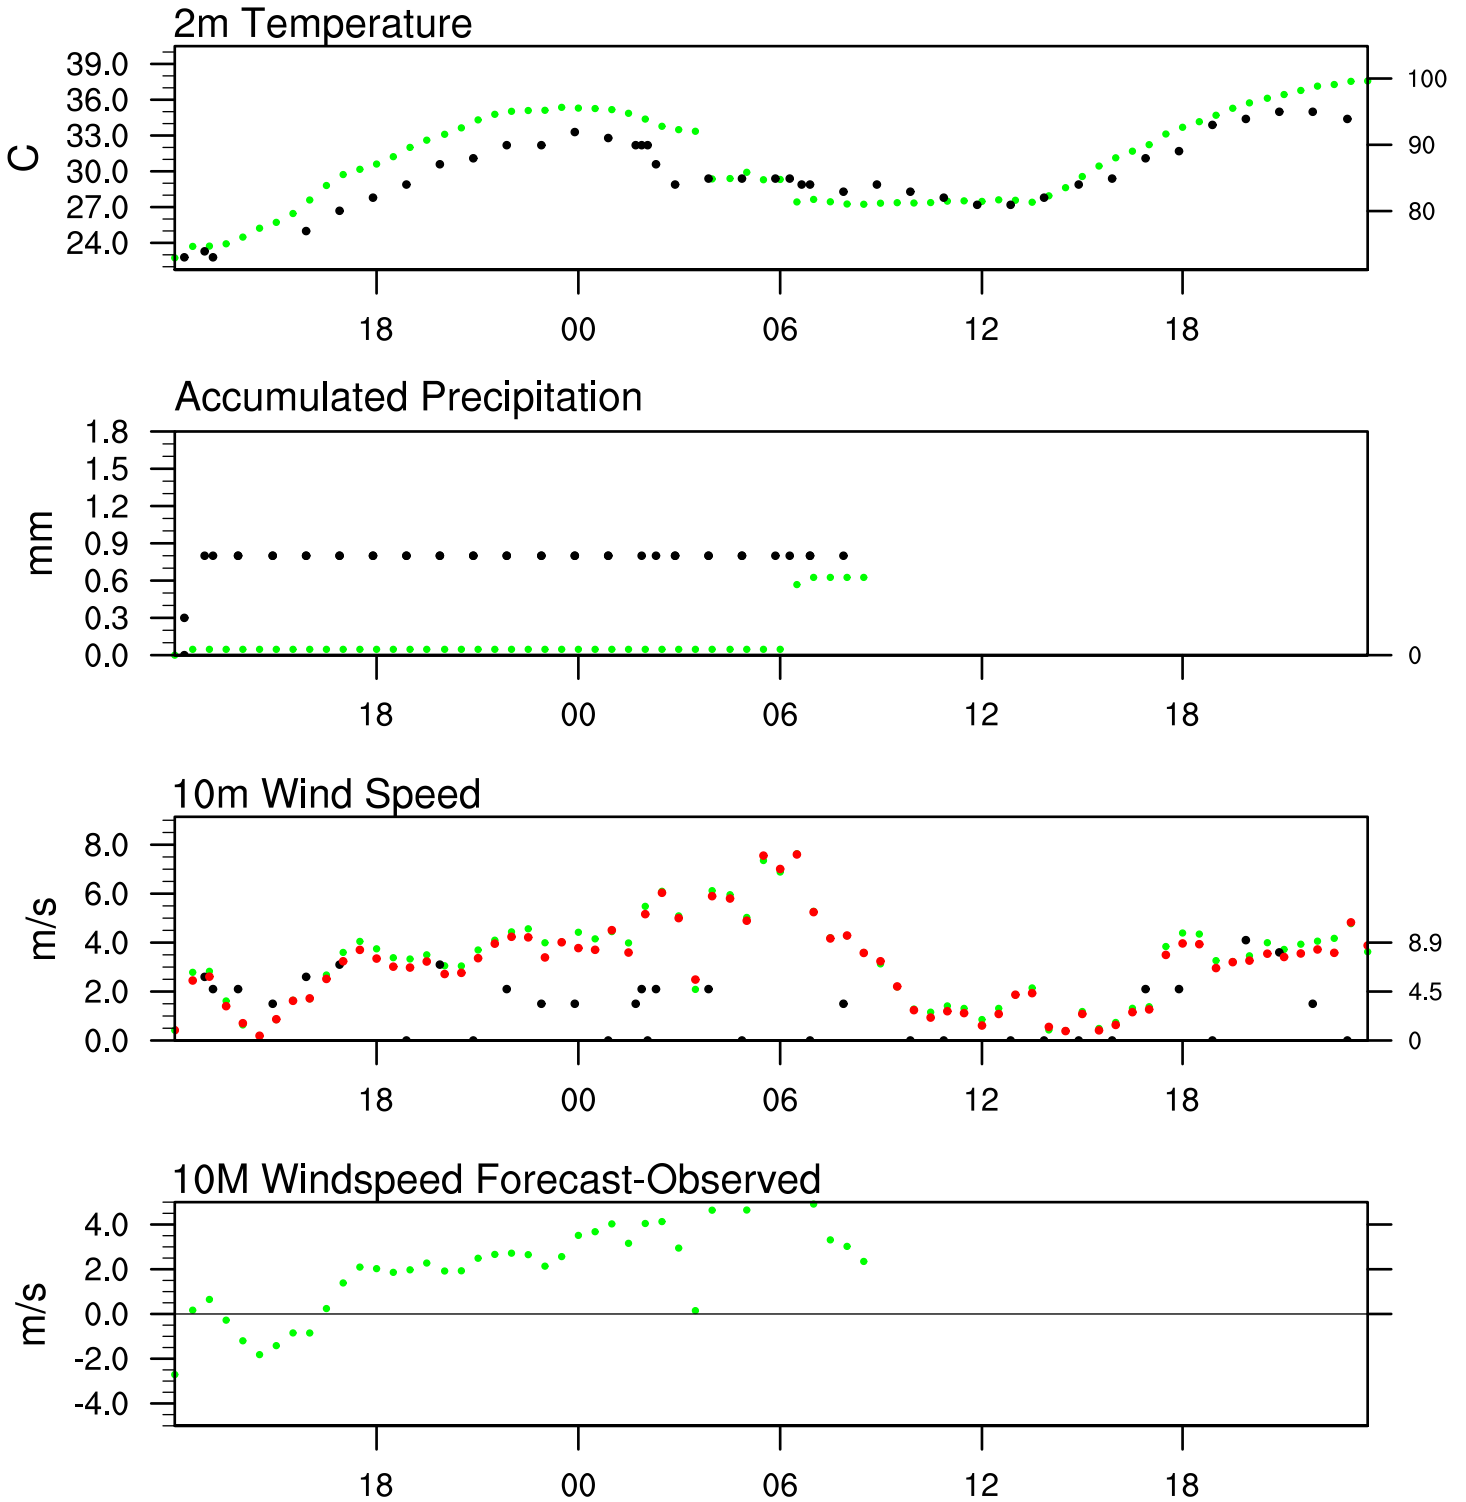 2m Temperature
39.0
36.0
33.0
30.0
27.0
24.0
C
100
90
80
18 00 06 12 18
Accumulated Precipitation
1.8
1.5
1.2
0.9
0.6
0.3
0.0
mm
0
18 00 06 12 18
10m Wind Speed
8.0
6.0
4.0
2.0
0.0
m/s
8.9
4.5
0
18 00 06 12 18
10M Windspeed Forecast-Observed
4.0
2.0
0.0
-2.0
-4.0
m/s
18 00 06 12 18